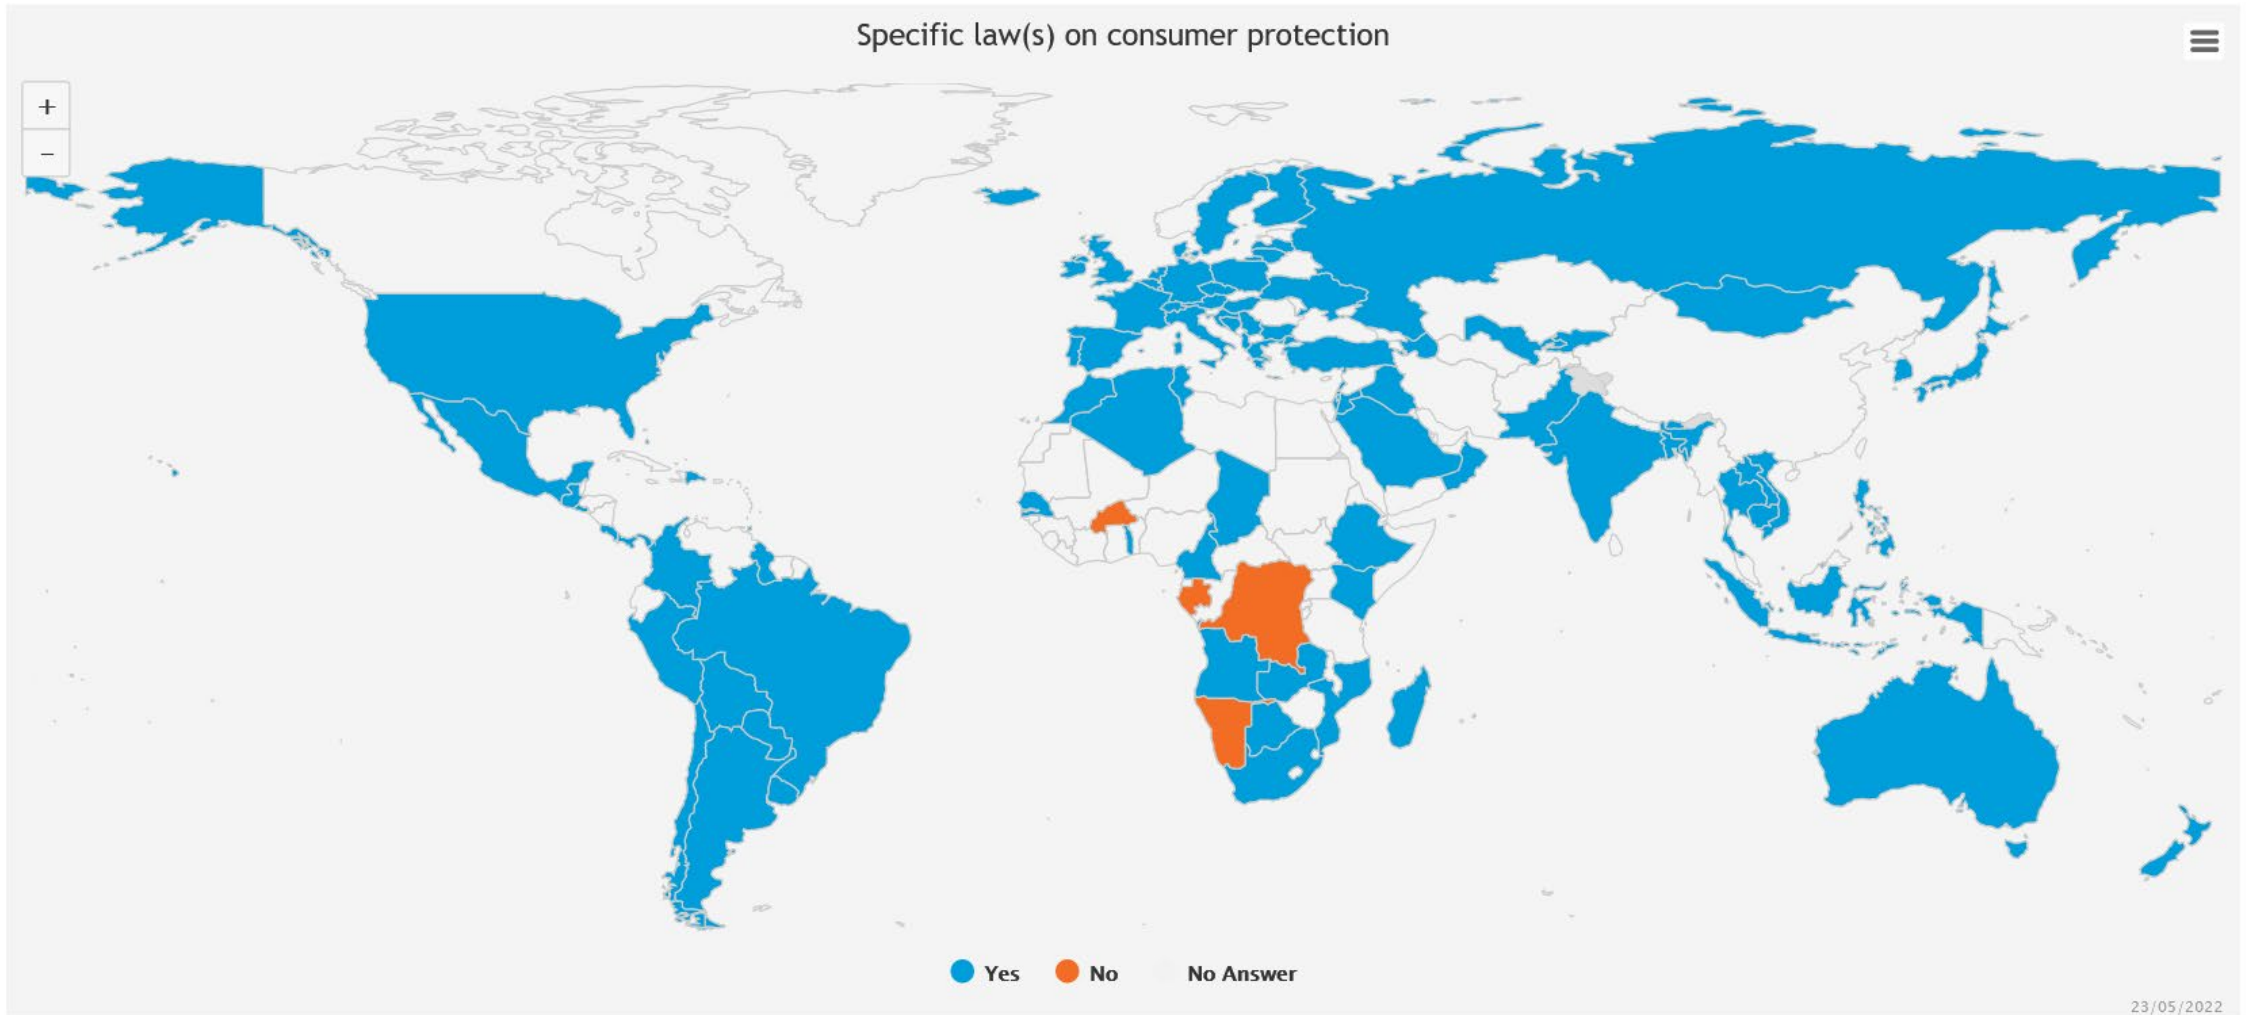 Specific law(s) on consumer protection
+
−
Yes
No
No Answer
23/05/2022